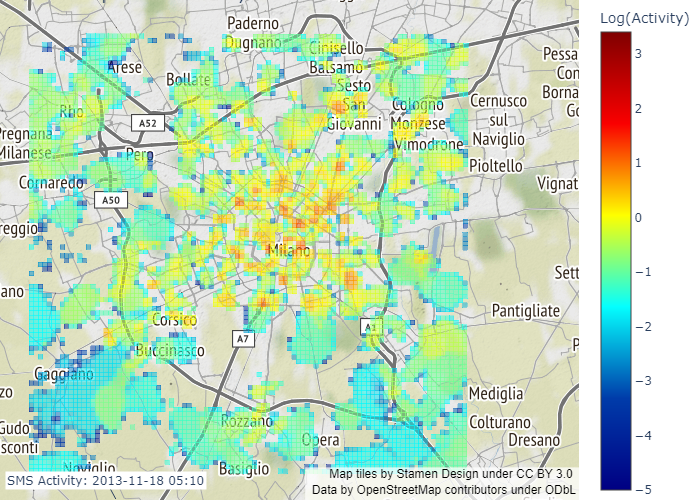 Log(Activity)
3
2
1
0
−1
−2
−3
−4
−5
Paderno
Dugnano
Cinisello
Balsamo
Arese
Bollate
Sesto
San
Giovanni
Rho
Cologno
Monzese
Cernusco
sul
Naviglio
Pessa
Con
Borna
Go
A52
Pregnana
Milanese
Pero
Vimodrone
Pioltello
Cornaredo
Vignat
A50
reggio
Milano
Sett
ano
Pantigliate
Corsico
A7
A1
Buccinasco
P
Gaggiano
zo
Mediglia
Rozzano
Opera
Colturano
Dresano
Gudo
sconti
Noviglio
Basiglio
SMS Activity: 2013-11-18 05:10
Map tiles by Stamen Design under CC BY 3.0
Data by OpenStreetMap contributors under ODbL